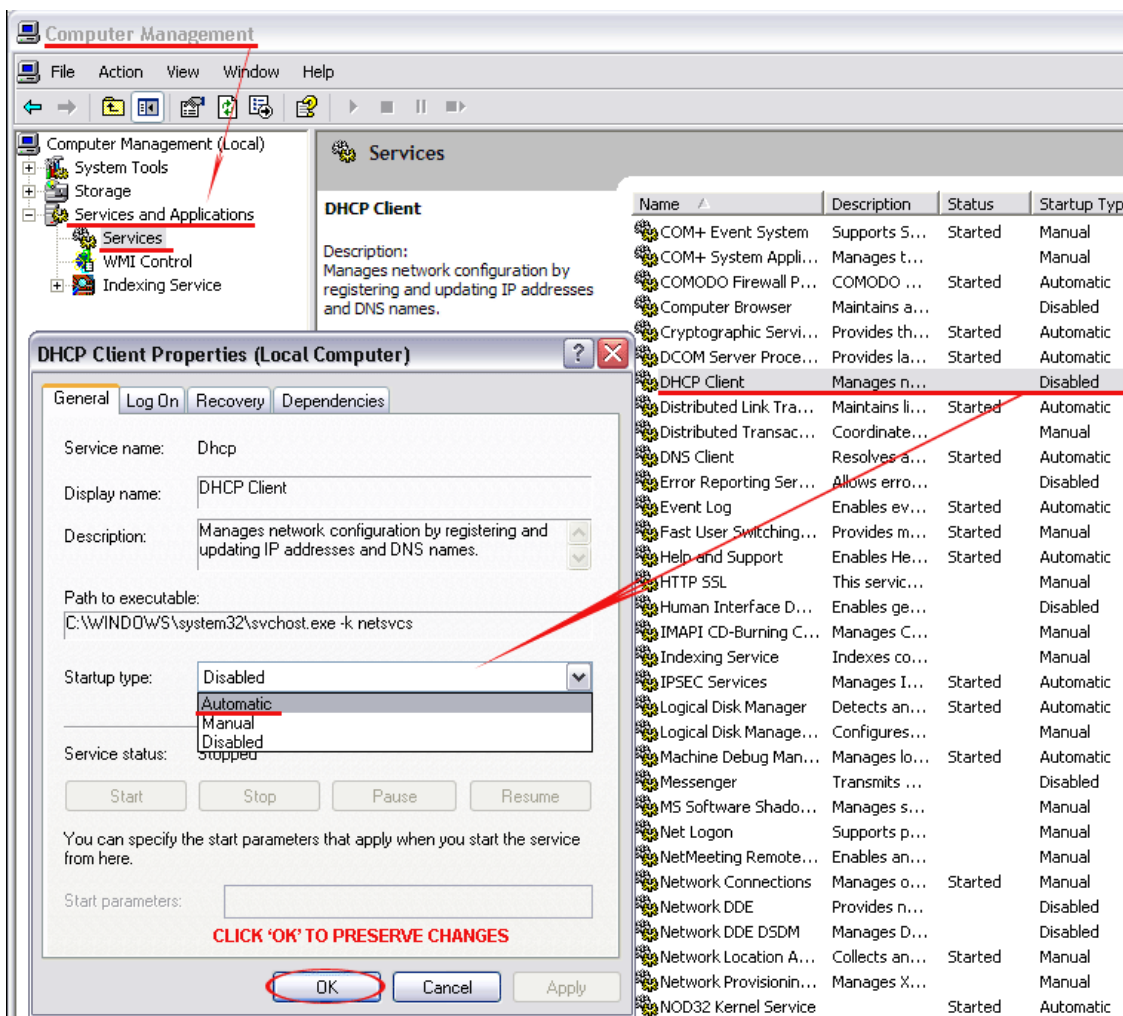 Computer Management
File Action View Window Help
Computer Management (Local)
System Tools
Storage
Services and Applications
Services
WMI Control
Indexing Service
Services
DHCP Client
Description:
Manages network configuration by
registering and updating IP addresses
and DNS names.
Name Description Status Startup Typ
COM+ Event System Supports S... Started Manual
COM+ System Appli... Manages t... Manual
COMODO Firewall P... COMODO ... Started Automatic
Computer Browser Maintains a... Disabled
Cryptographic Servi... Provides th... Started Automatic
DCOM Server Proce... Provides la... Started Automatic
DHCP Client Manages n... Disabled
Distributed Link Tra... Maintains li... Started Automatic
Distributed Transac... Coordinate... Manual
DNS Client Resolves a... Started Automatic
Error Reporting Ser... Allows erro... Disabled
Event Log Enables ev... Started Automatic
Fast User Switching... Provides m... Started Manual
Help and Support Enables He... Started Automatic
HTTP SSL This servic... Manual
Human Interface D... Enables ge... Disabled
IMAPI CD-Burning C... Manages C... Manual
Indexing Service Indexes co... Manual
IPSEC Services Manages I... Started Automatic
Logical Disk Manager Detects an... Started Automatic
Logical Disk Manage... Configures... Manual
Machine Debug Man... Manages lo... Started Automatic
Messenger Transmits ... Disabled
MS Software Shado... Manages s... Manual
Net Logon Supports p... Manual
NetMeeting Remote... Enables an... Manual
Network Connections Manages o... Started Manual
Network DDE Provides n... Disabled
Network DDE DSDM Manages D... Disabled
Network Location A... Collects an... Started Manual
Network Provisionin... Manages X... Manual
NOD32 Kernel Service Started Automatic
DHCP Client Properties (Local Computer)
General Log On Recovery Dependencies
Service name: Dhcp
Display name: DHCP Client
Description: Manages network configuration by registering and
updating IP addresses and DNS names.
Path to executable:
C:\WINDOWS\system32\svchost.exe -k netsvcs
Startup type: Disabled
Automatic
Manual
Disabled
Service status: Stopped
Start Stop Pause Resume
You can specify the start parameters that apply when you start the service
from here.
Start parameters:
CLICK ‘OK’ TO PRESERVE CHANGES
OK Cancel Apply